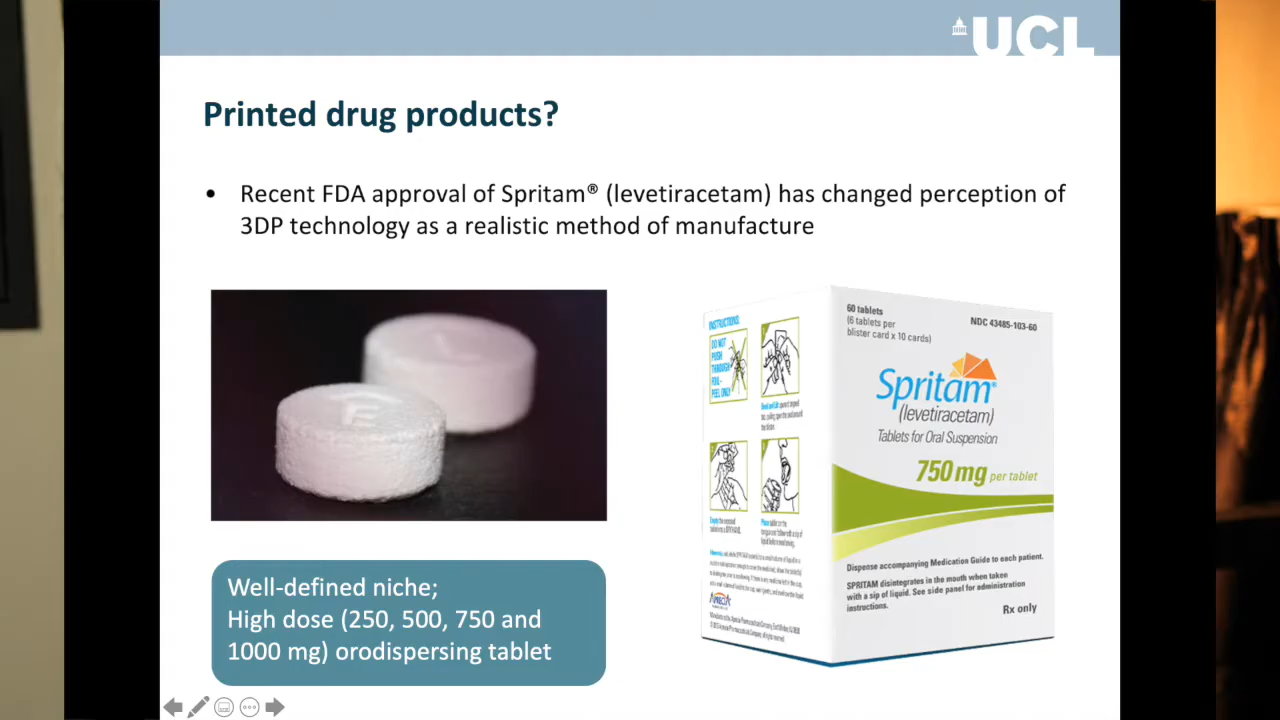 UCL
Printed drug products?
• Recent FDA approval of Spritam® (levetiracetam) has changed perception of
3DP technology as a realistic method of manufacture
INSTRUCTIONS:
DO NOT
PUSH
THROUGH
FOIL -
PEEL ONLY
60 tablets
(6 tablets per
blister card x 10 cards)
NDC 43485-103-60
Spritam®
(levetiracetam)
Tablets for Oral Suspension
750 mg per tablet
Dispense accompanying Medication Guide to each patient.
SPRITAM disintegrates in the mouth when taken
with a sip of liquid. See side panel for administration
instructions.
Rx only
APRECIA
Well-defined niche;
High dose (250, 500, 750 and
1000 mg) orodispersing tablet